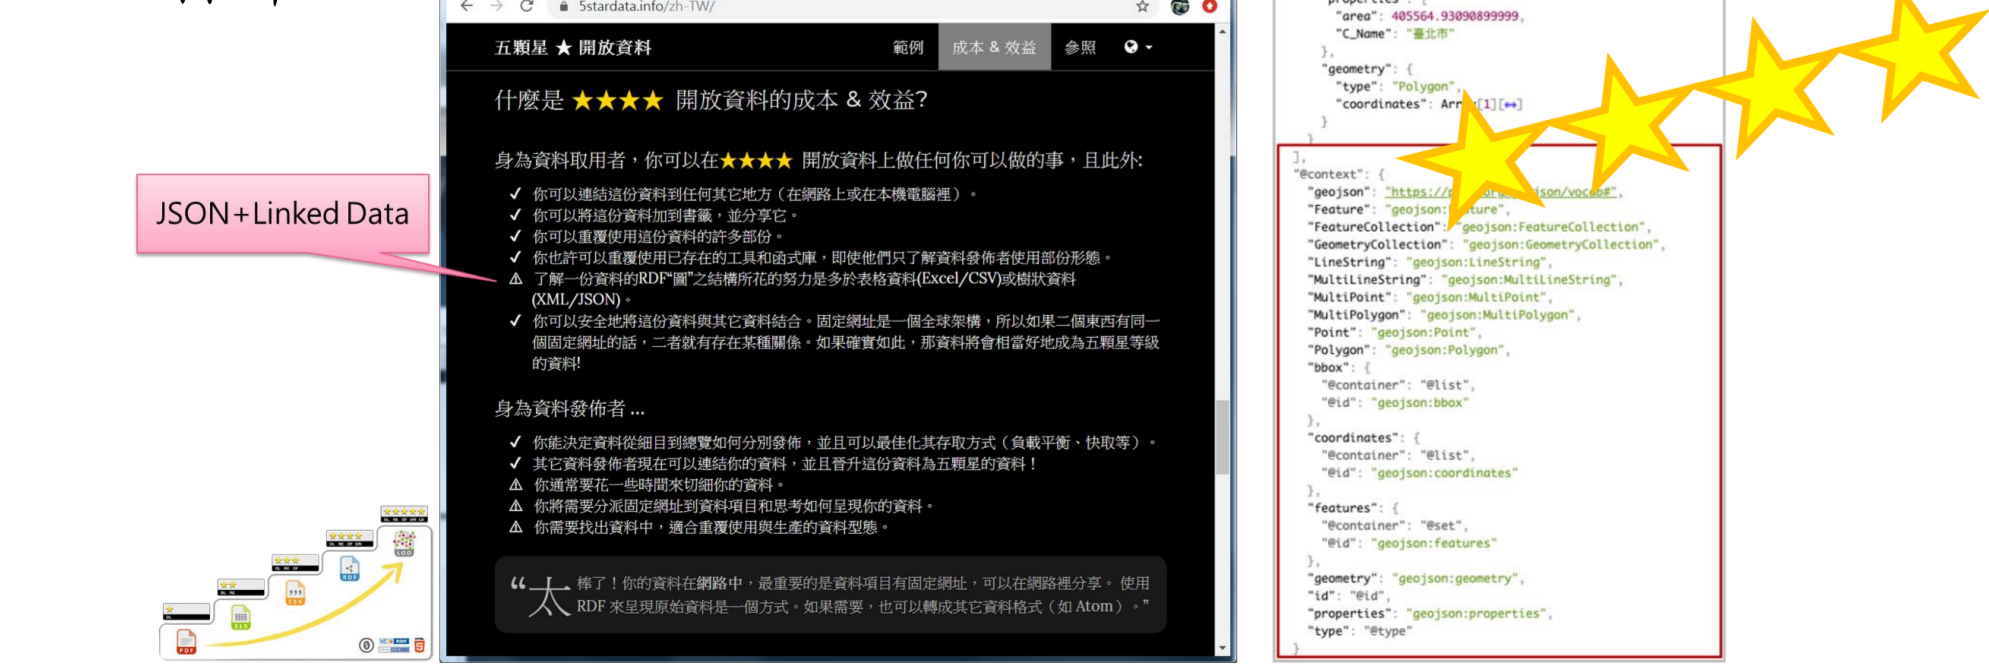 JSON+Linked Data
5stardata.info/zh-TW/
五顆星 ★ 開放資料
範例
成本 & 效益
參照
什麼是 ★★★★ 開放資料的成本 & 效益?
身為資料取用者，你可以在★★★★ 開放資料上做任何你可以做的事，且此外:
✓ 你可以連結這份資料到任何其它地方（在網路上或在本機電腦裡）。
✓ 你可以將這份資料加到書籤，並分享它。
✓ 你可以重覆使用這份資料的許多部份。
✓ 你也許可以重覆使用已存在的工具和函式庫，即使他們只了解資料發佈者使用部份形態。
⚠ 了解一份資料的RDF“圖”之結構所花的努力是多於表格資料(Excel/CSV)或樹狀資料
(XML/JSON)。
✓ 你可以安全地將這份資料與其它資料結合。固定網址是一個全球架構，所以如果二個東西有同一
個固定網址的話，二者就有存在某種關係。如果確實如此，那資料將會相當好地成為五顆星等級
的資料!
身為資料發佈者 ...
✓ 你能決定資料從細目到總覽如何分別發佈，並且可以最佳化其存取方式（負載平衡、快取等）。
✓ 其它資料發佈者現在可以連結你的資料，並且晉升這份資料為五顆星的資料！
⚠ 你通常要花一些時間來切細你的資料。
⚠ 你將需要分派固定網址到資料項目和思考如何呈現你的資料。
⚠ 你需要找出資料中，適合重覆使用與生產的資料型態。
“太棒了！你的資料在網路中，最重要的是資料項目有固定網址，可以在網路裡分享。 使用
RDF 來呈現原始資料是一個方式。如果需要，也可以轉成其它資料格式（如 Atom）。”
PDF
XLS
CSV
RDF
LOD
"area": 405564.93090899999,
"C_Name": "臺北市"
},
"geometry": {
"type": "Polygon",
"coordinates": [1][↔]
}
}
],
"@context": {
"geojson":
"Feature":
"FeatureCollection": "geojson:FeatureCollection",
"GeometryCollection": "geojson:GeometryCollection",
"LineString": "geojson:LineString",
"MultiLineString": "geojson:MultiLineString",
"MultiPoint": "geojson:MultiPoint",
"MultiPolygon": "geojson:MultiPolygon",
"Point": "geojson:Point",
"Polygon": "geojson:Polygon",
"bbox": {
"@container": "@list",
"@id": "geojson:bbox"
},
"coordinates": {
"@container": "@list",
"@id": "geojson:coordinates"
},
"features": {
"@container": "@set",
"@id": "geojson:features"
},
"geometry": "geojson:geometry",
"id": "@id",
"properties": "geojson:properties",
"type": "@type"
}